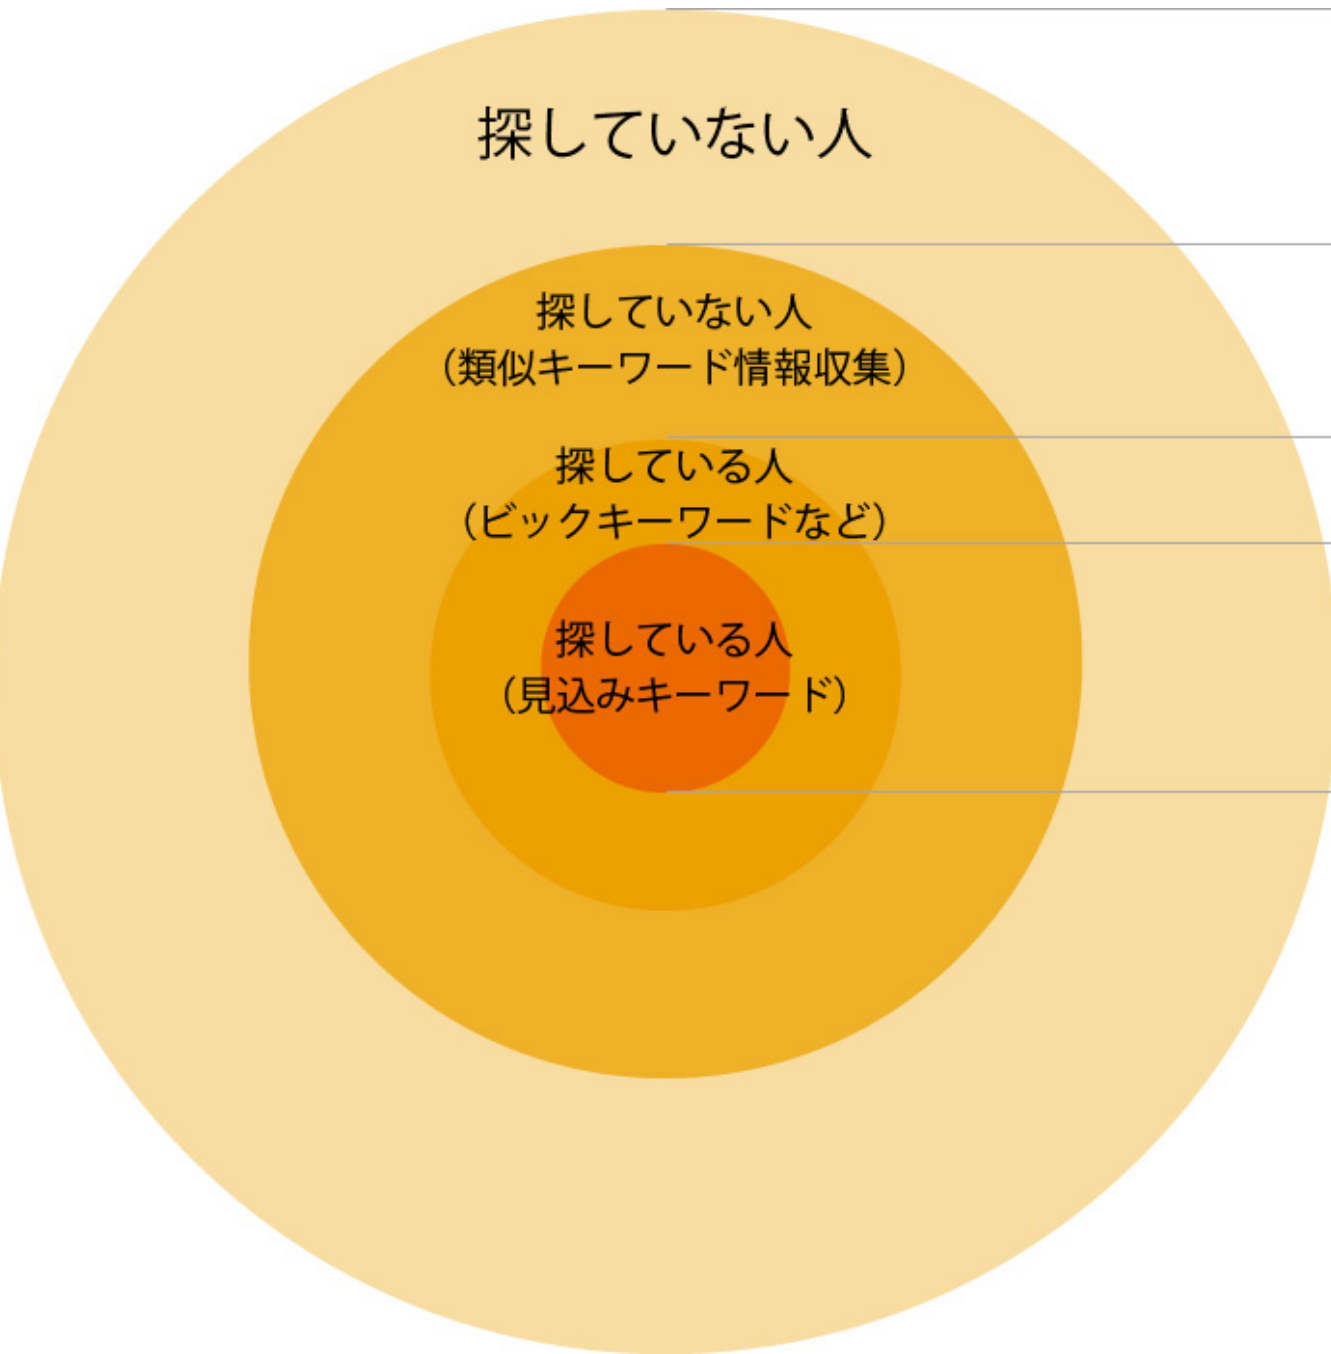 探していない人
探していない人
（類似キーワード情報収集）
探している人
（ビックキーワードなど）
探している人
（見込みキーワード）